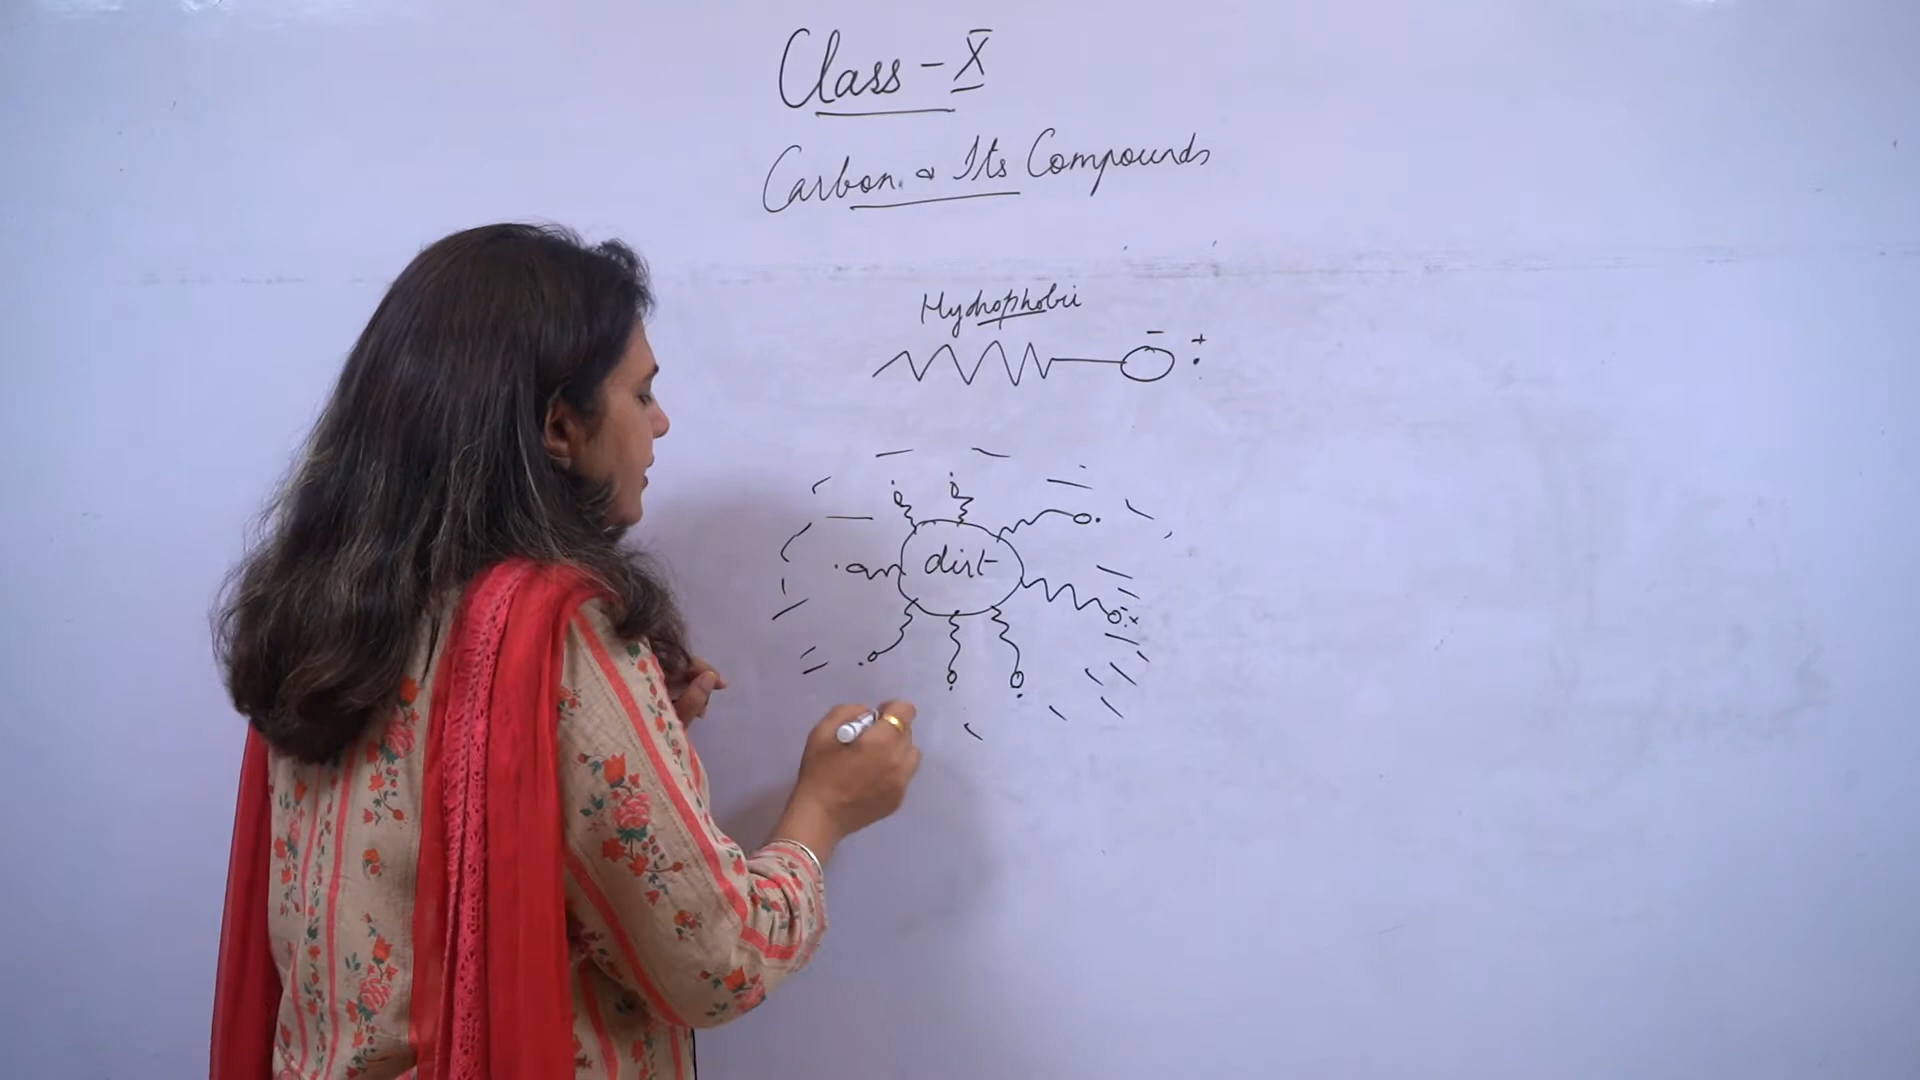 Class - X
Carbon & Its Compounds
Hydrophobic
- +
dirt